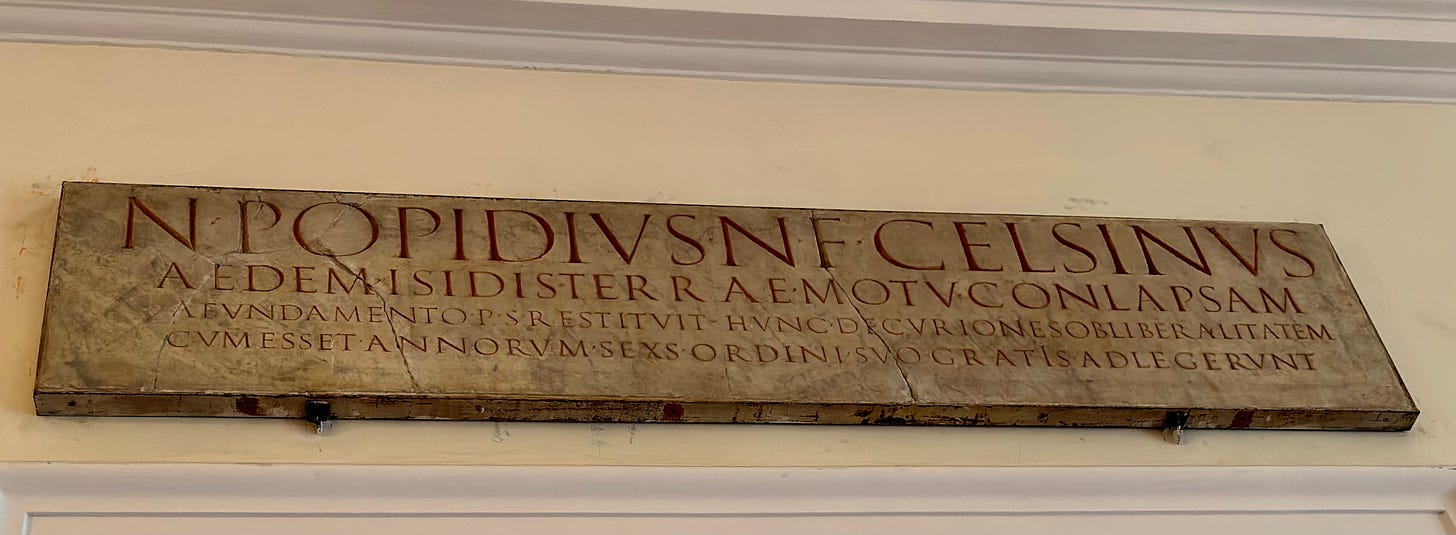 N·POPIDIVS·N·F·CELSINVS
AEDEM·ISIDIS·TERRAE·MOTV·CONLAPSAM
A FVNDAMENTO·P·S·RESTITVIT·HVNC·DECVRIONES·OB LIBERALITATEM
CVM ESSET·ANNORVM·SEXS·ORDINI·SVO GRATIS·ADLEGERVNT